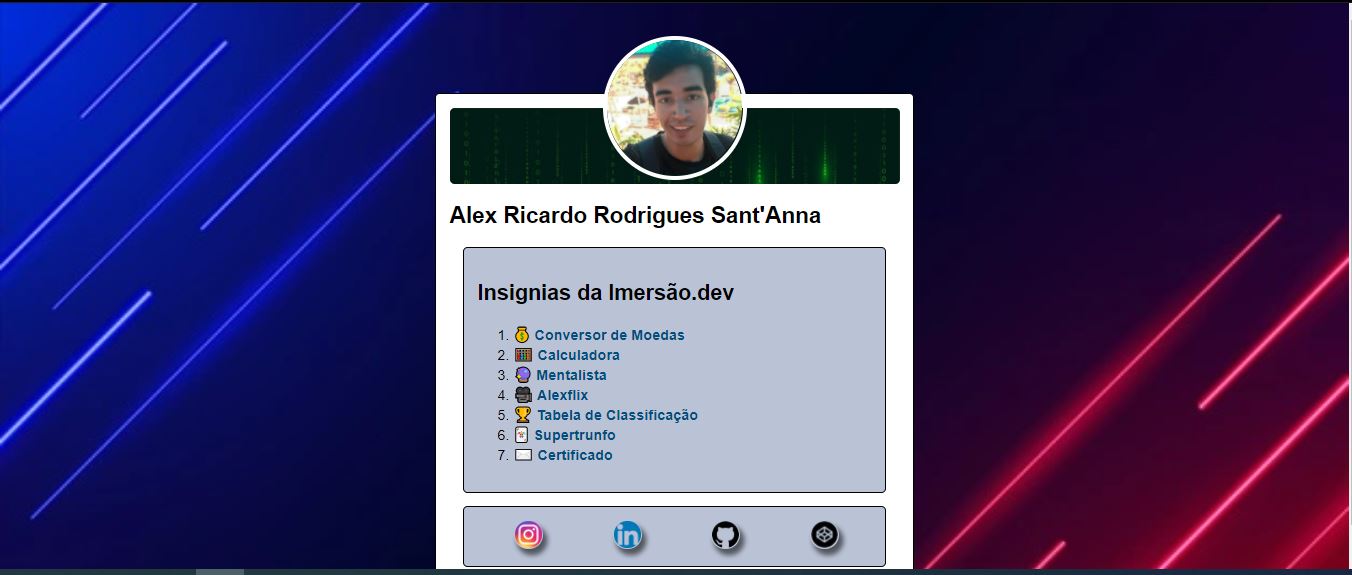 Alex Ricardo Rodrigues Sant'Anna
Insignias da Imersão.dev
1. 💰 Conversor de Moedas
2. 🧮 Calculadora
3. 🔮 Mentalista
4. 🎥 Alexflix
5. 🏆 Tabela de Classificação
6. 🃏 Supertrunfo
7. ✉️ Certificado
in